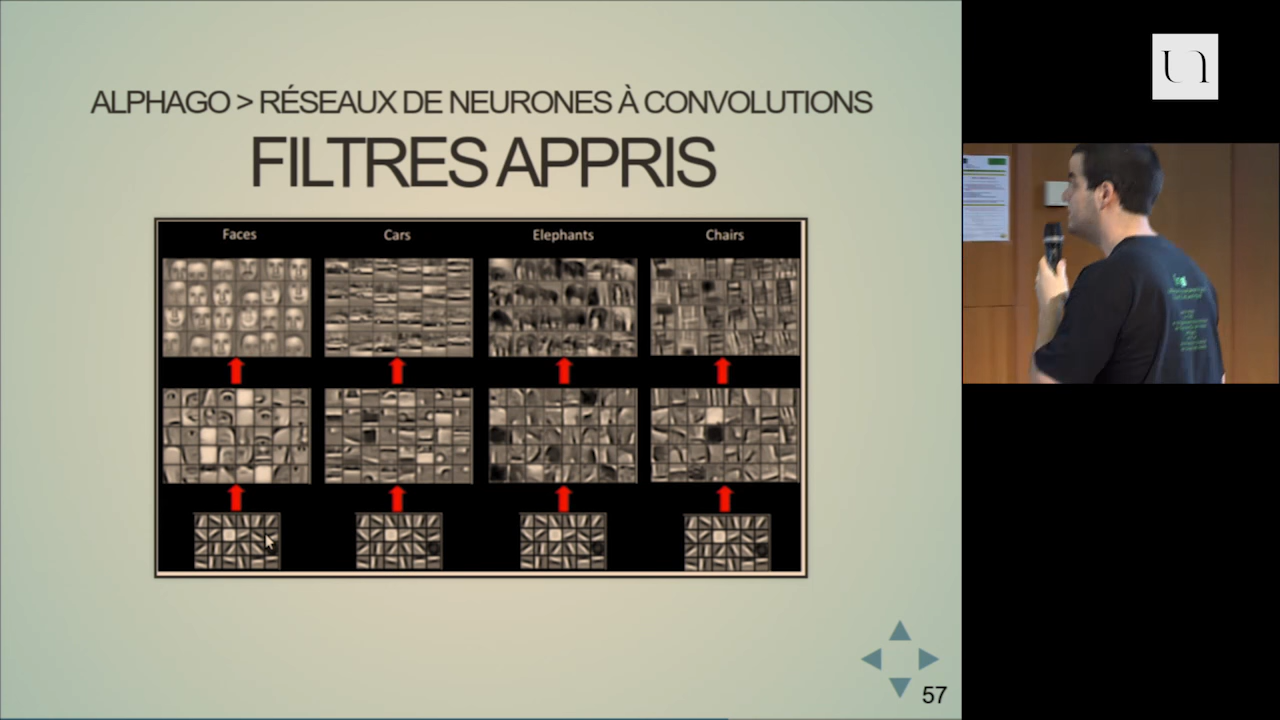 ALPHAGO > RÉSEAUX DE NEURONES À CONVOLUTIONS
FILTRES APPRIS
Faces
Cars
Elephants
Chairs
57